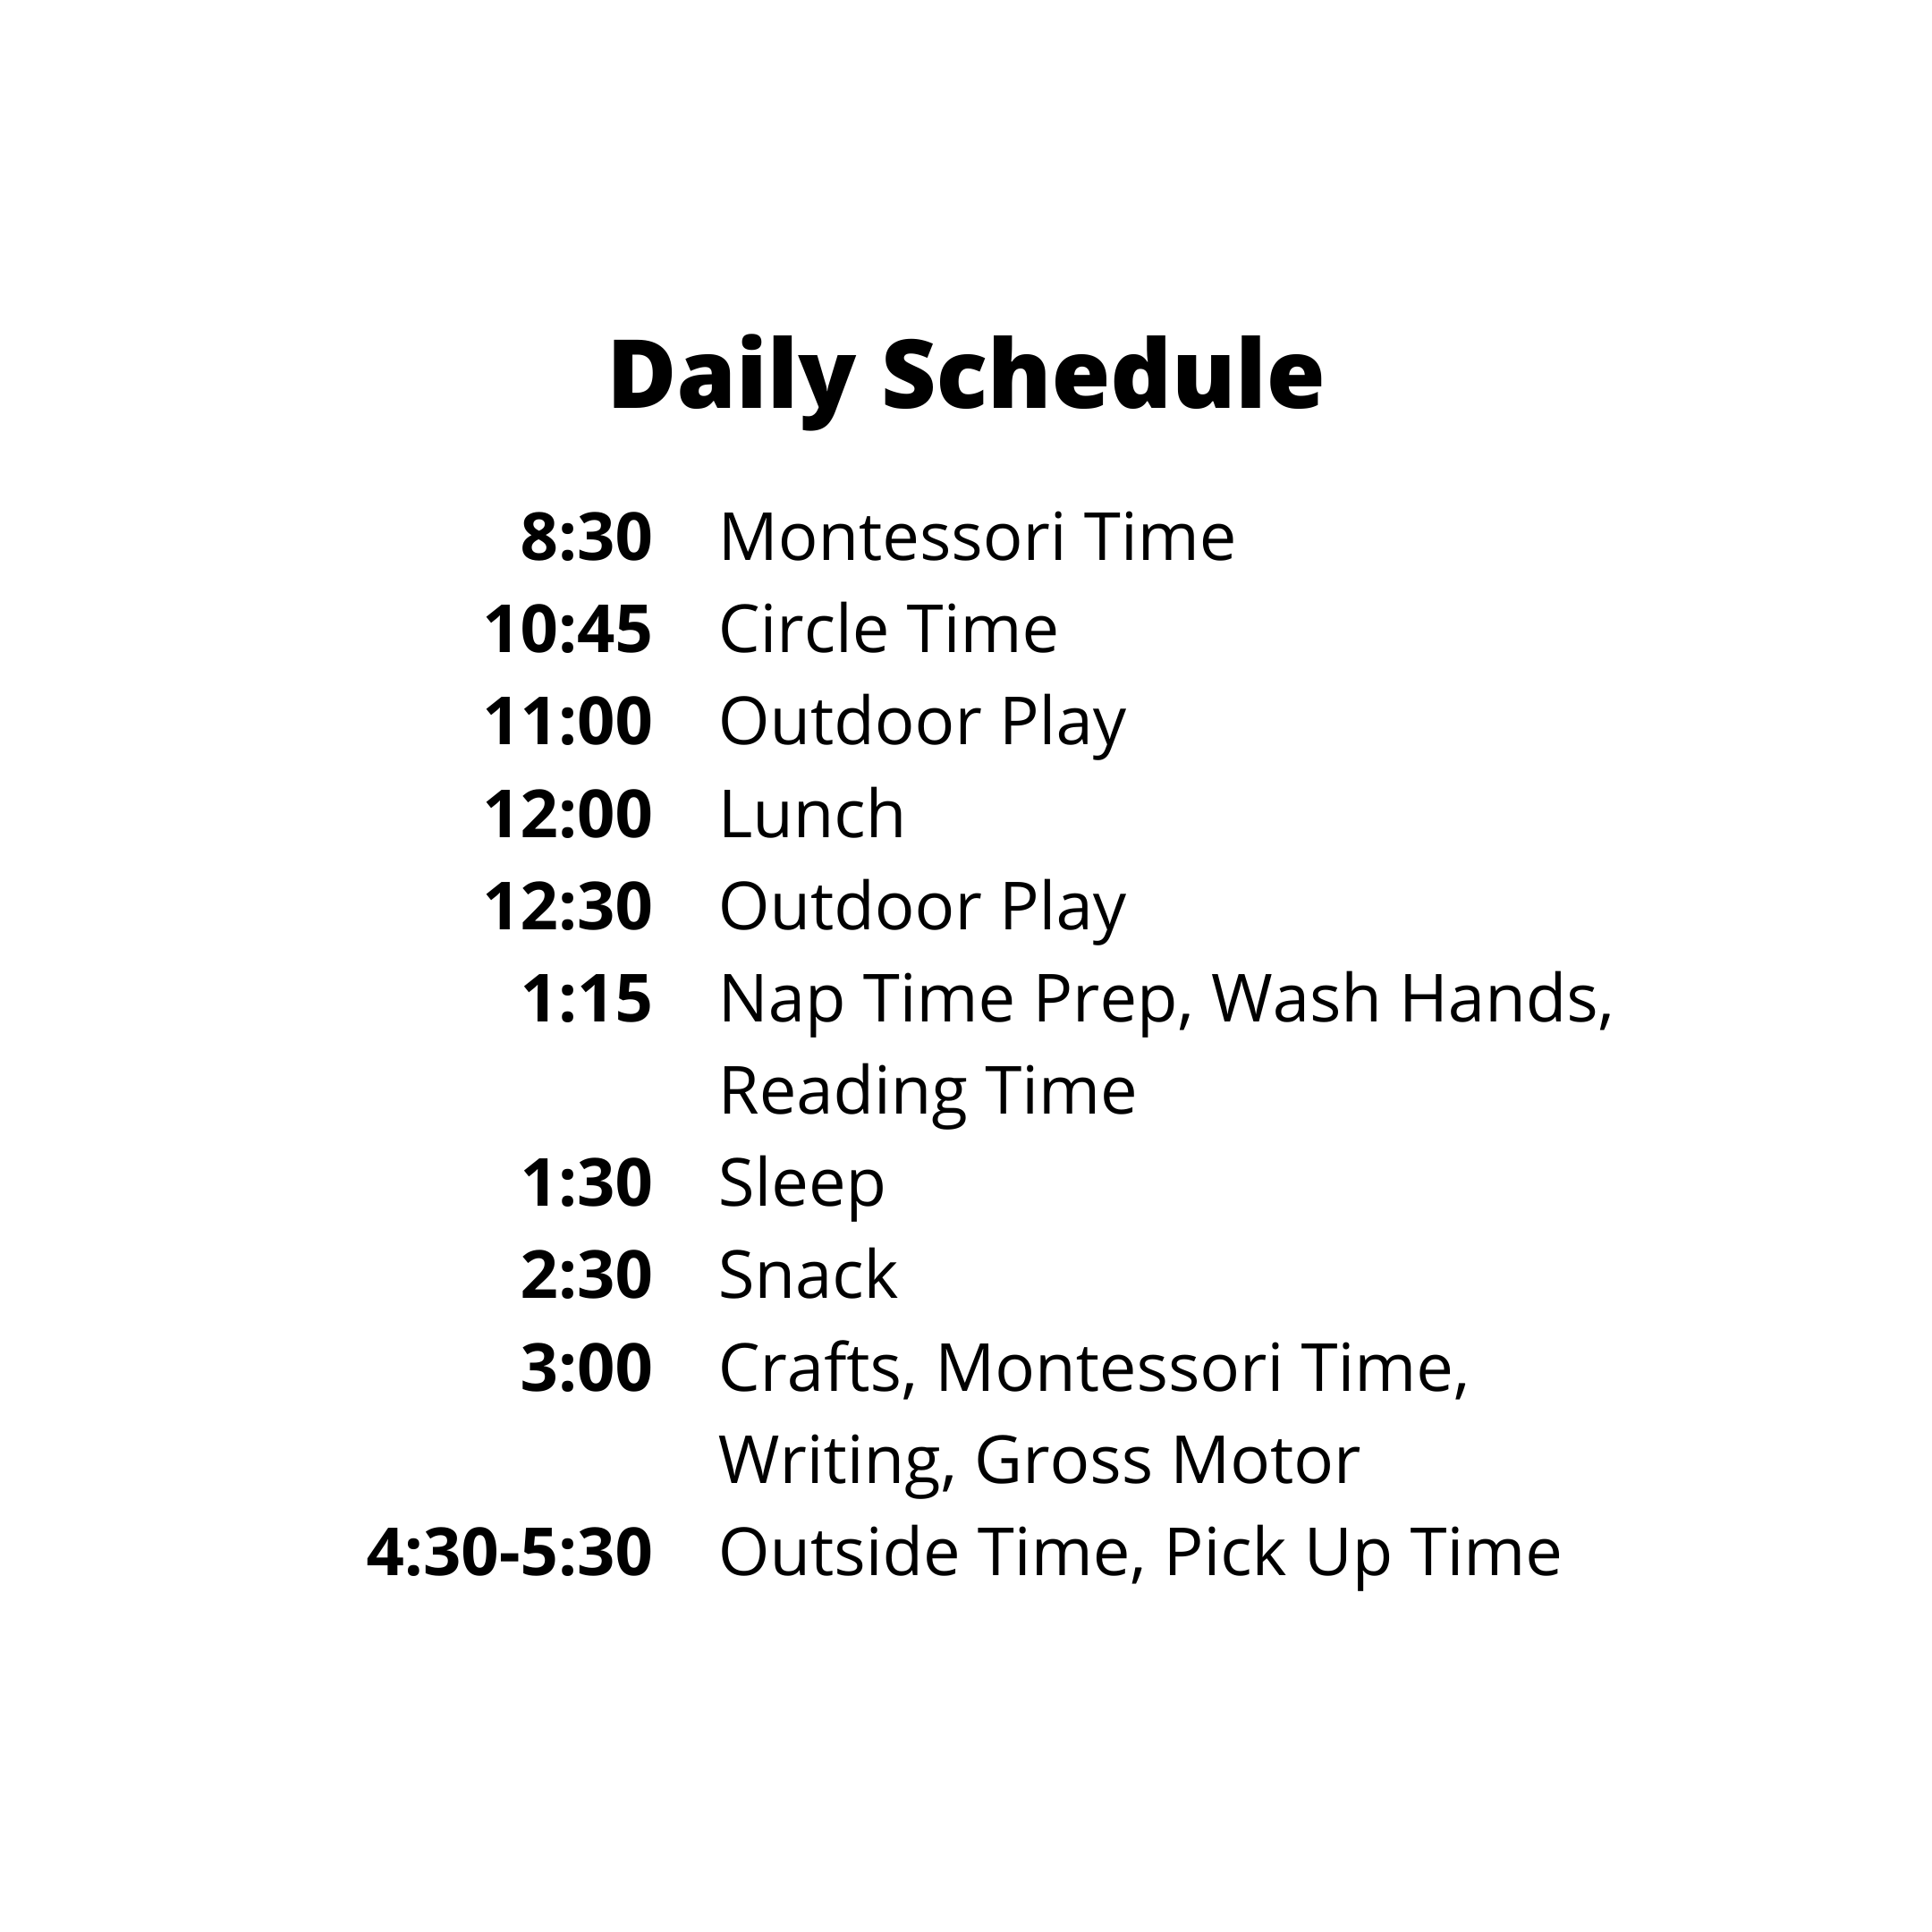 Daily Schedule
8:30 Montessori Time
10:45 Circle Time
11:00 Outdoor Play
12:00 Lunch
12:30 Outdoor Play
1:15 Nap Time Prep, Wash Hands,
Reading Time
1:30 Sleep
2:30 Snack
3:00 Crafts, Montessori Time,
Writing, Gross Motor
4:30-5:30 Outside Time, Pick Up Time